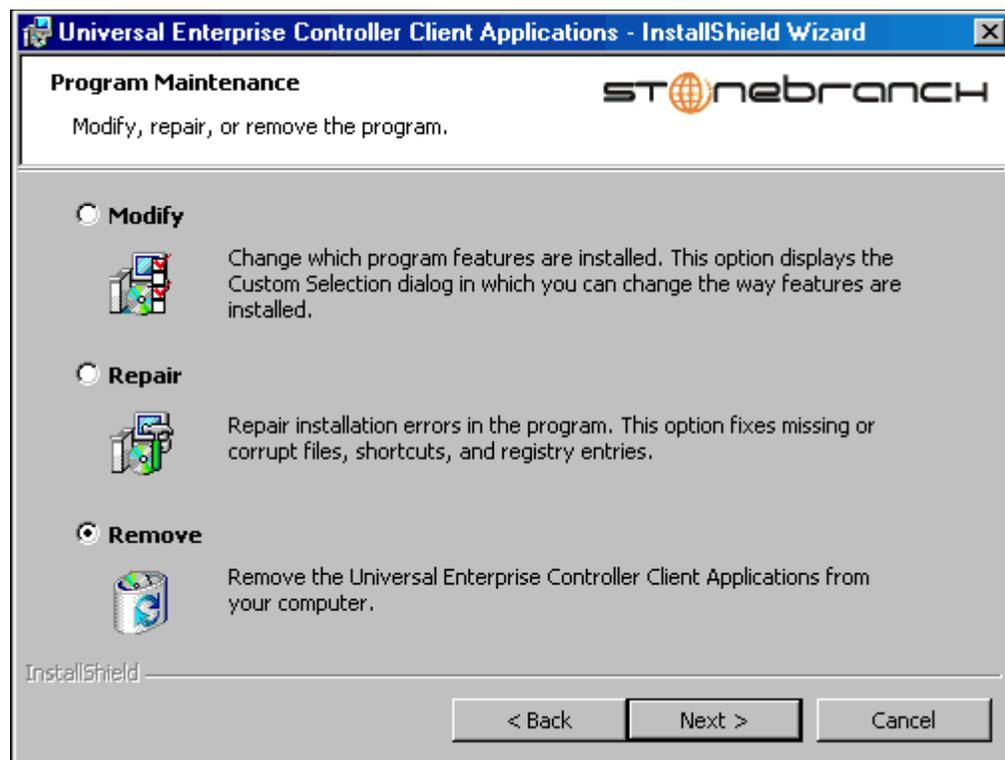 Universal Enterprise Controller Client Applications - InstallShield Wizard
Program Maintenance
stonebranch
Modify, repair, or remove the program.
Modify
Change which program features are installed. This option displays the
Custom Selection dialog in which you can change the way features are
installed.
Repair
Repair installation errors in the program. This option fixes missing or
corrupt files, shortcuts, and registry entries.
Remove
Remove the Universal Enterprise Controller Client Applications from
your computer.
InstallShield
< Back
Next >
Cancel